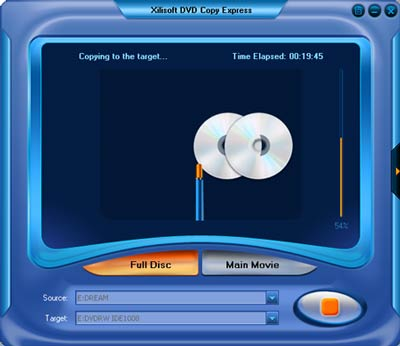 Xilisoft DVD Copy Express
Copying to the target... Time Elapsed: 00:19:45
54%
Full Disc Main Movie
Source: E:DREAM
Target: E:DVDRW IDE1008